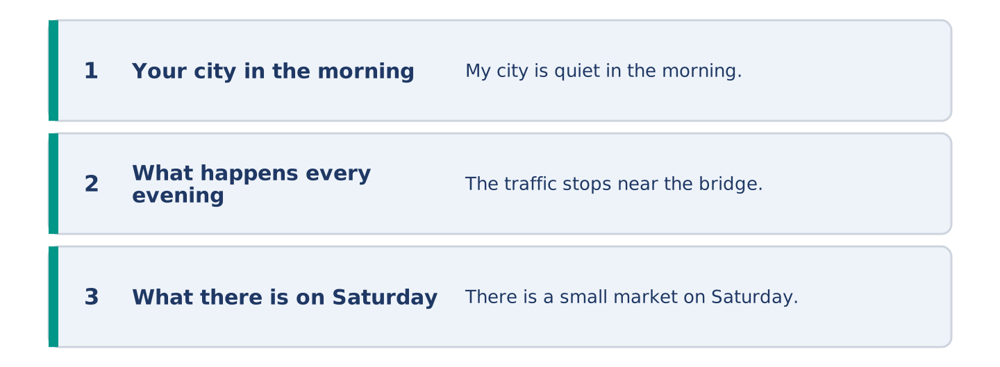 1 Your city in the morning My city is quiet in the morning.
2 What happens every
evening The traffic stops near the bridge.
3 What there is on Saturday There is a small market on Saturday.